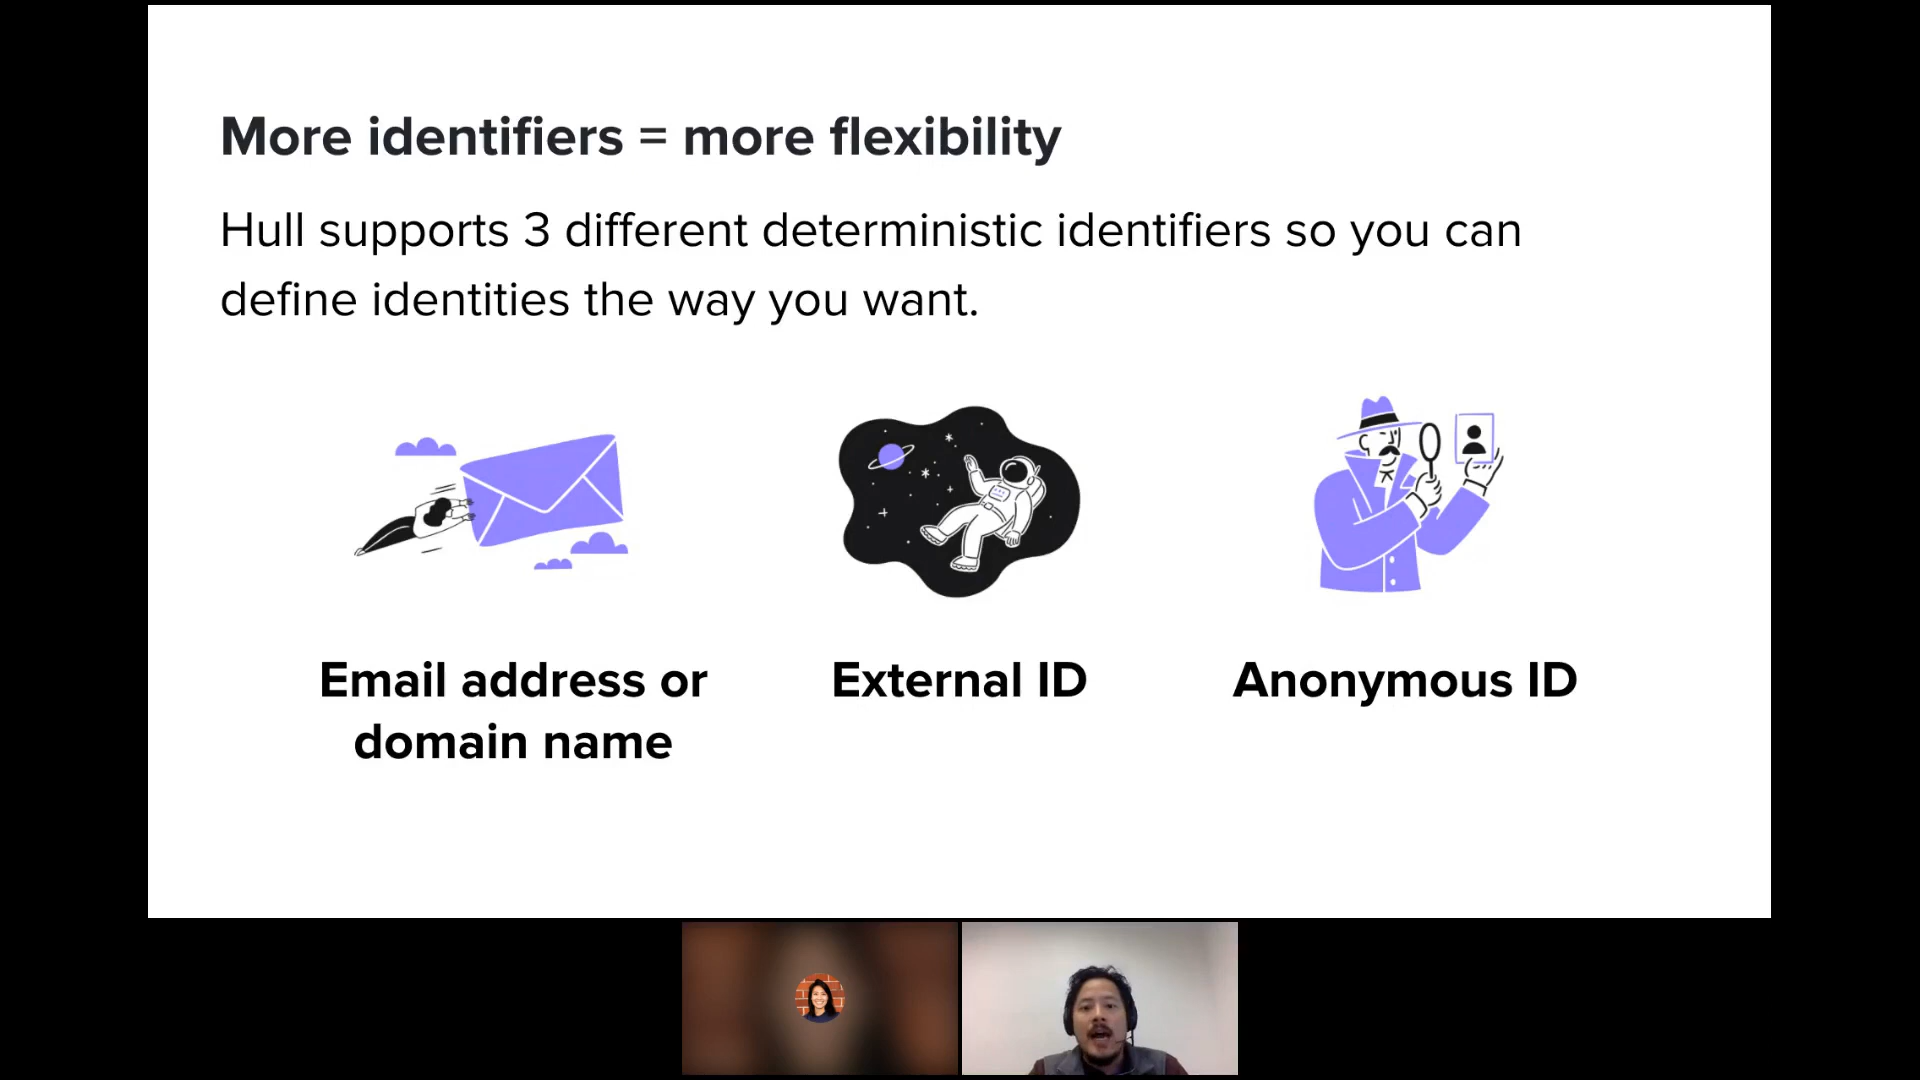 More identifiers = more flexibility
Hull supports 3 different deterministic identifiers so you can
define identities the way you want.
Email address or
domain name
External ID
Anonymous ID